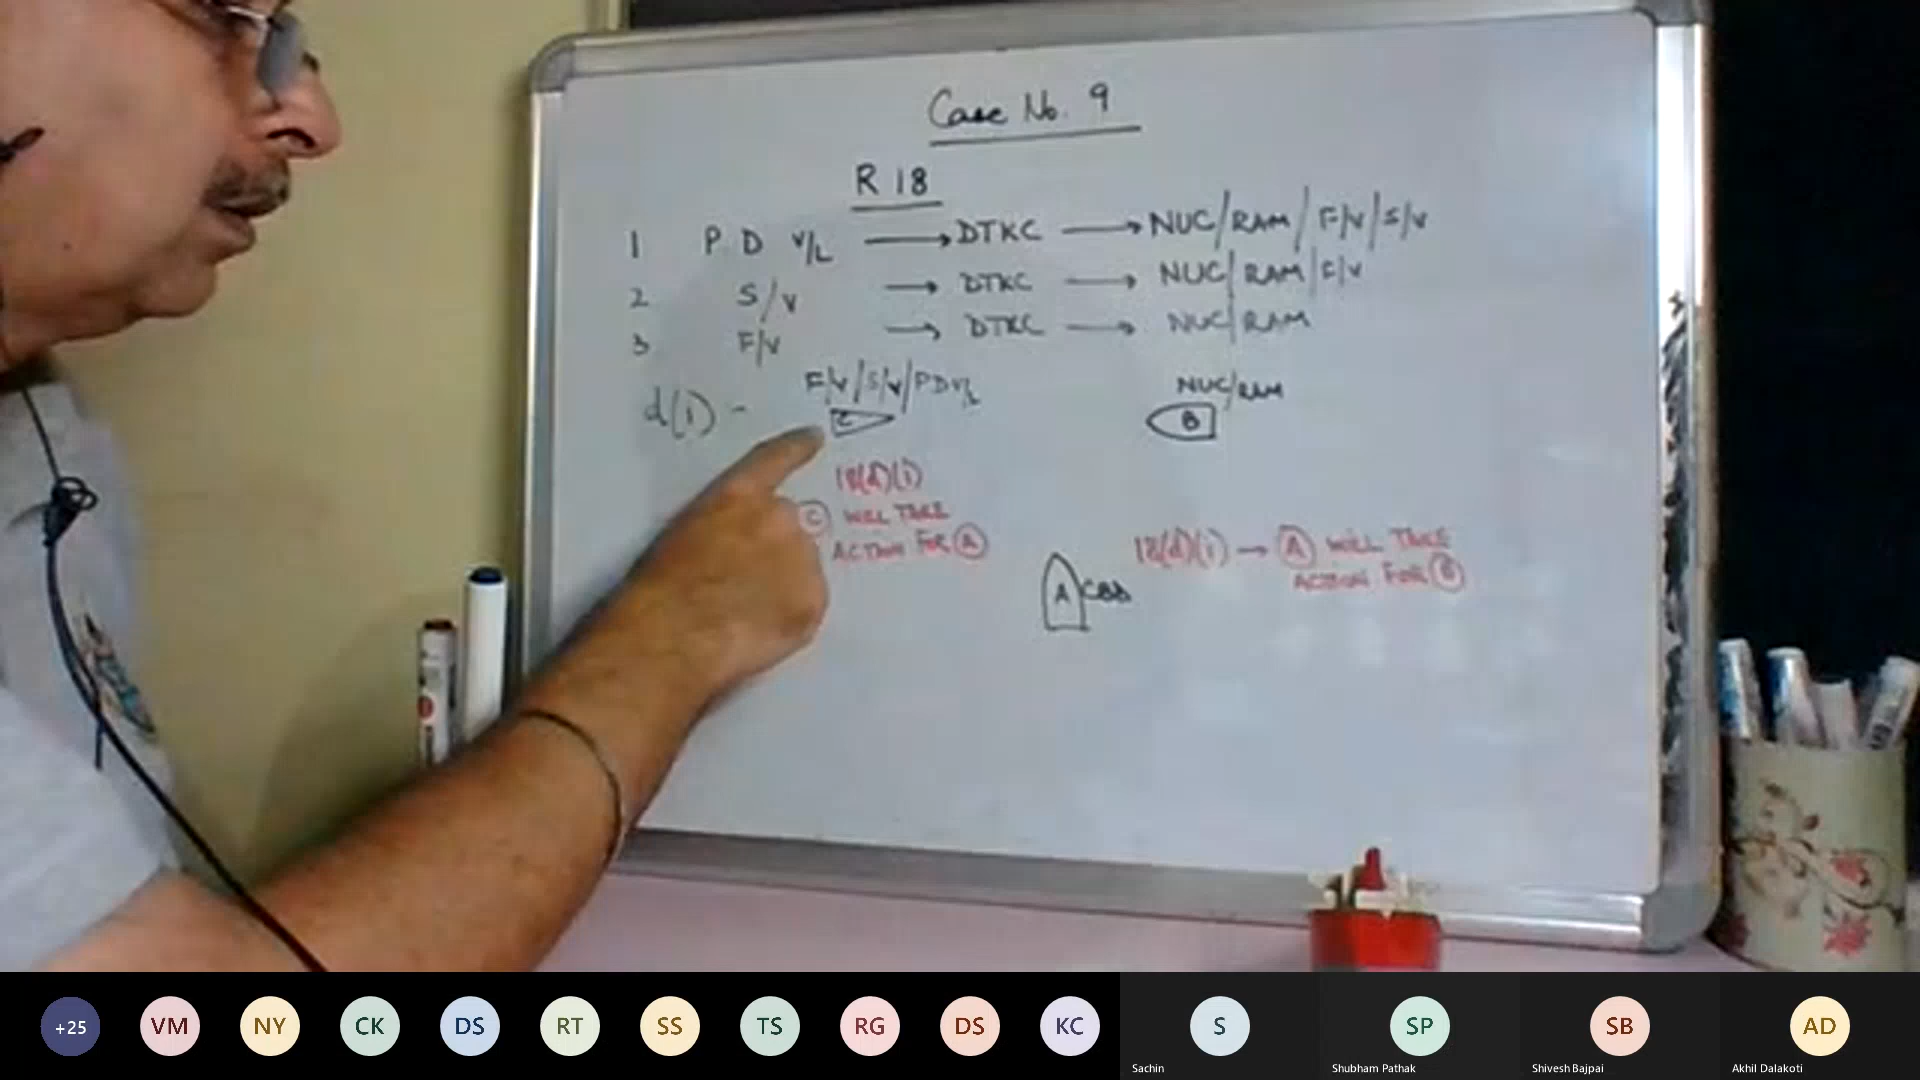 Case No. 9
R 18
1 P D V/L → DTKC → NUC/RAM/F/V/S/V
2 S/V → DTKC → NUC/RAM/F/V
3 F/V → DTKC → NUC/RAM
d(i) - F/V/S/V/PDV/L NUC/RAM
C B
18(d)(i)
C WILL TAKE
ACTION FOR A
18(d)(i) → A WILL TAKE
ACTION FOR B
A CBD
+25 VM NY CK DS RT SS TS RG DS KC S SP SB AD
Sachin Shubham Pathak Shivesh Bajpai Akhil Dalakoti